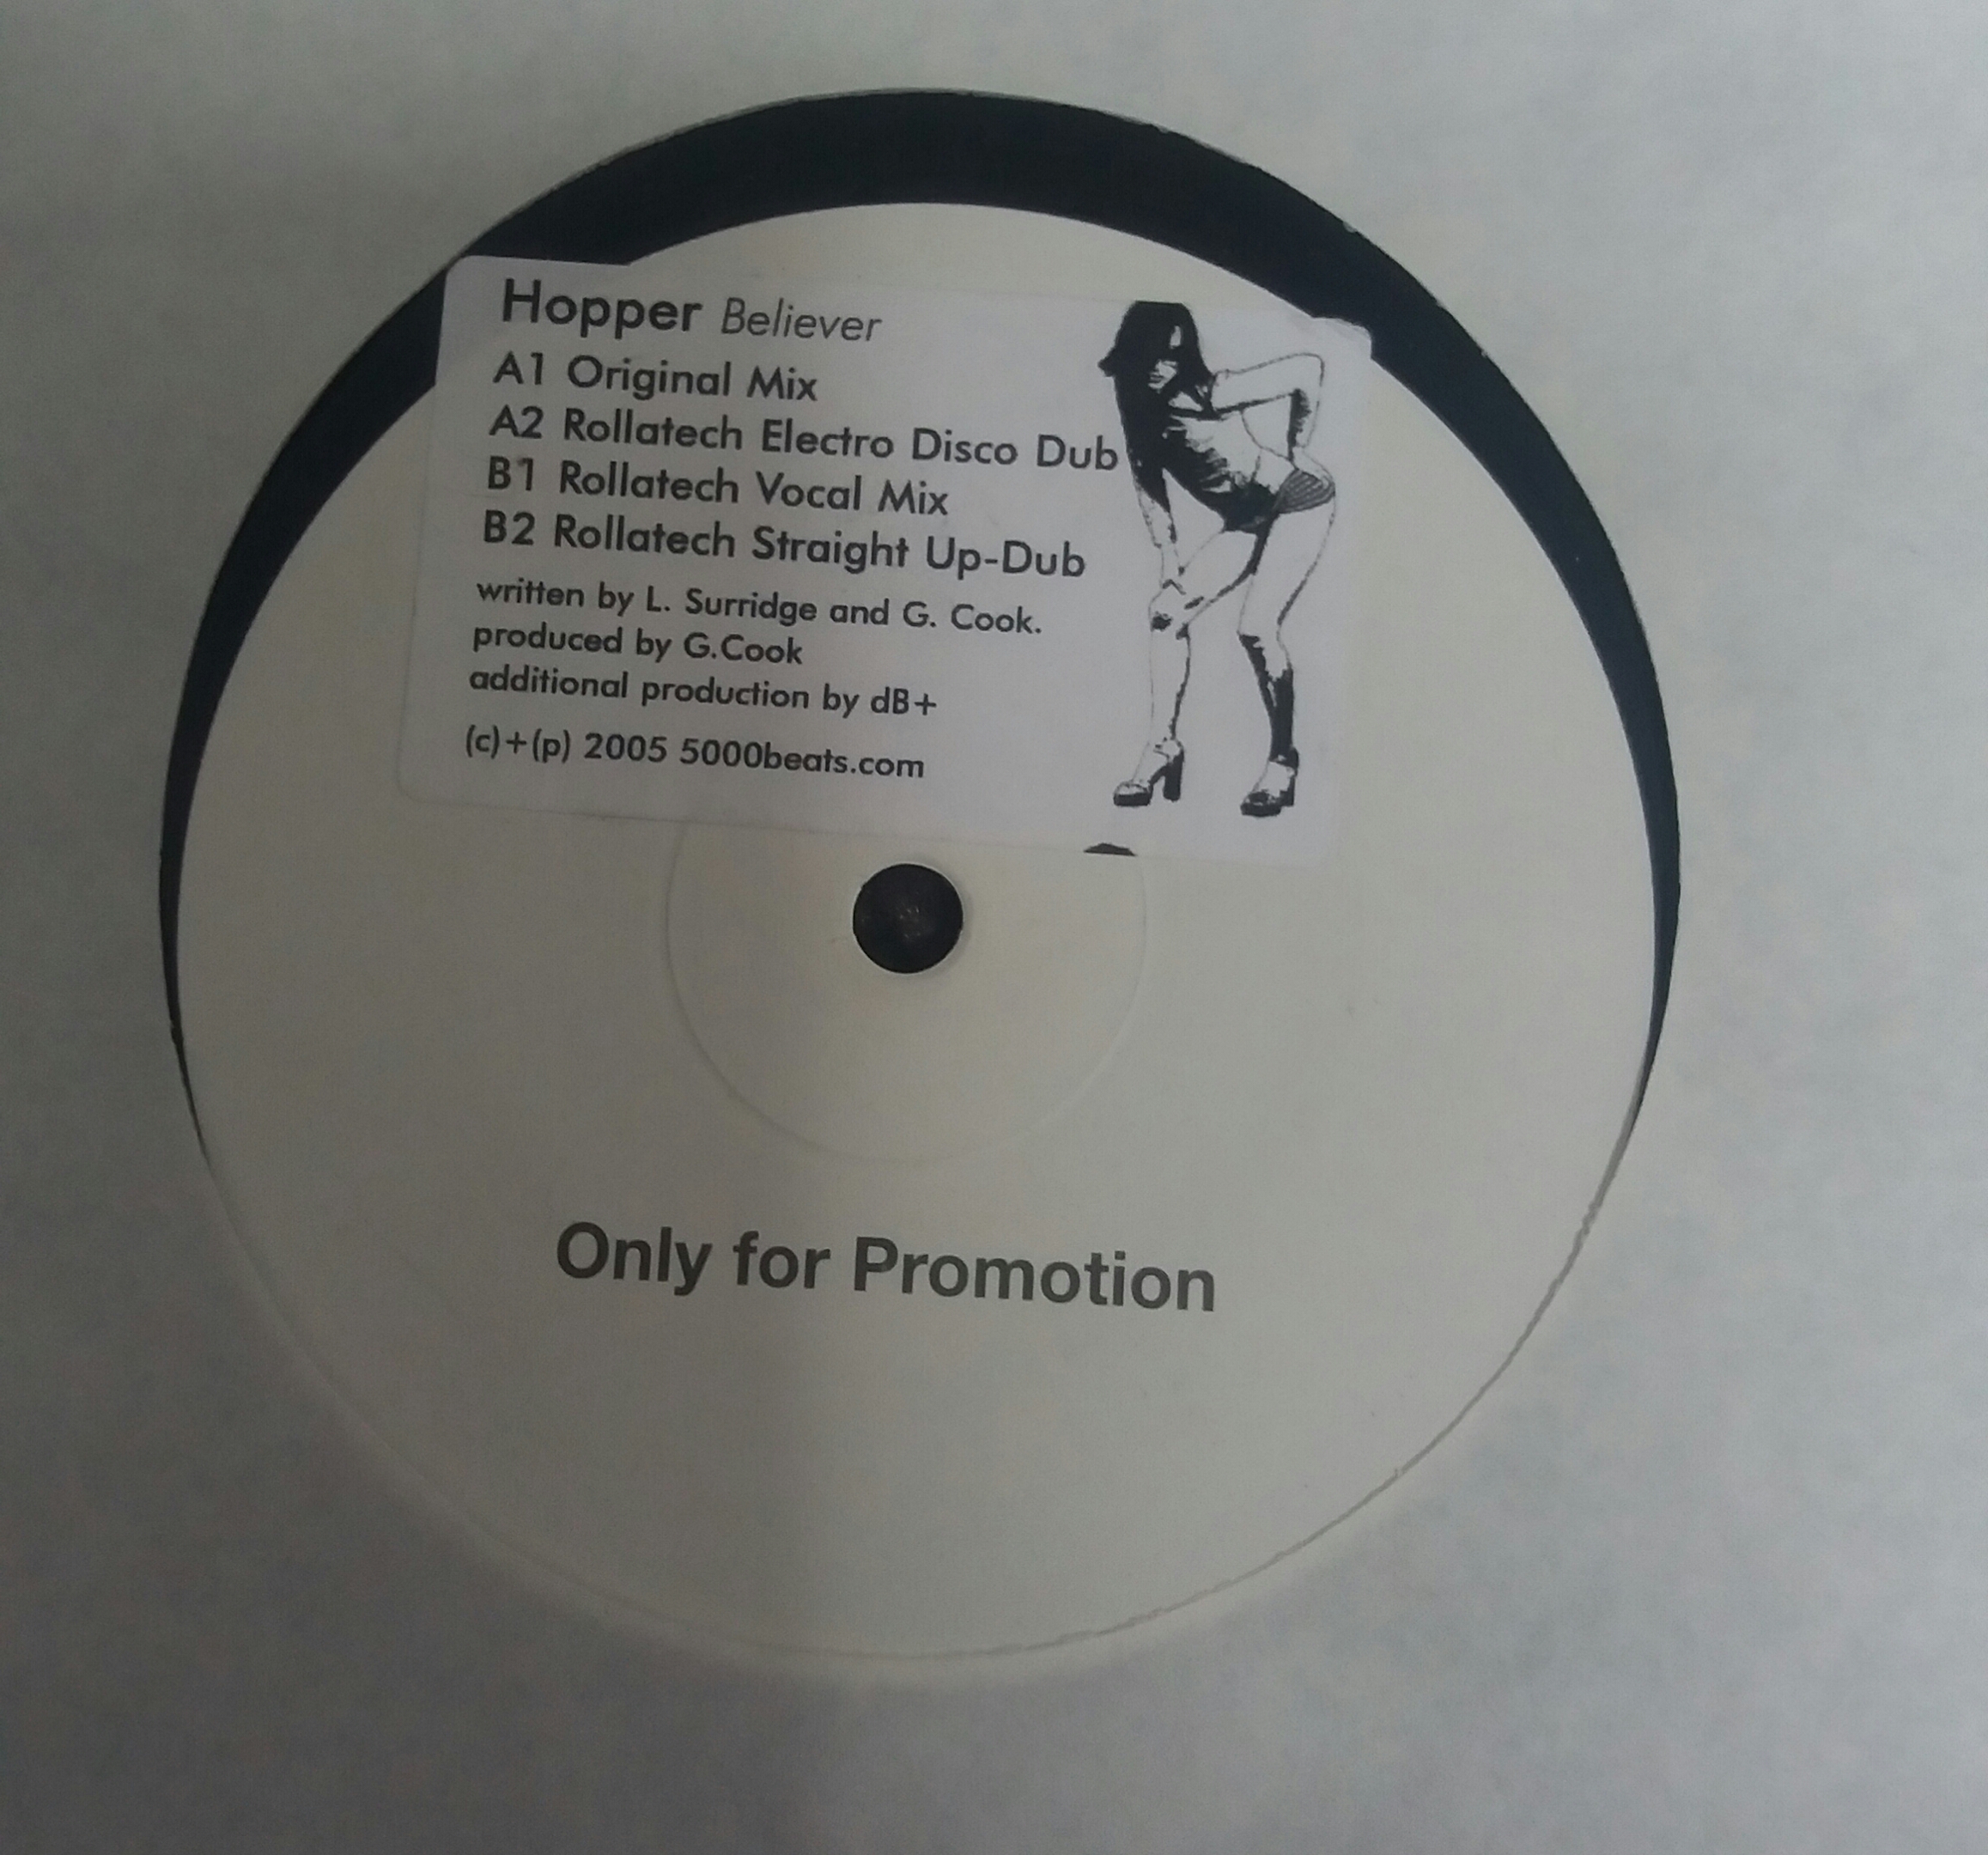 Hopper Believer
A1 Original Mix
A2 Rollatech Electro Disco Dub
B1 Rollatech Vocal Mix
B2 Rollatech Straight Up-Dub
written by L. Surridge and G. Cook.
produced by G.Cook
additional production by dB+
(c)+(p) 2005 5000beats.com
Only for Promotion